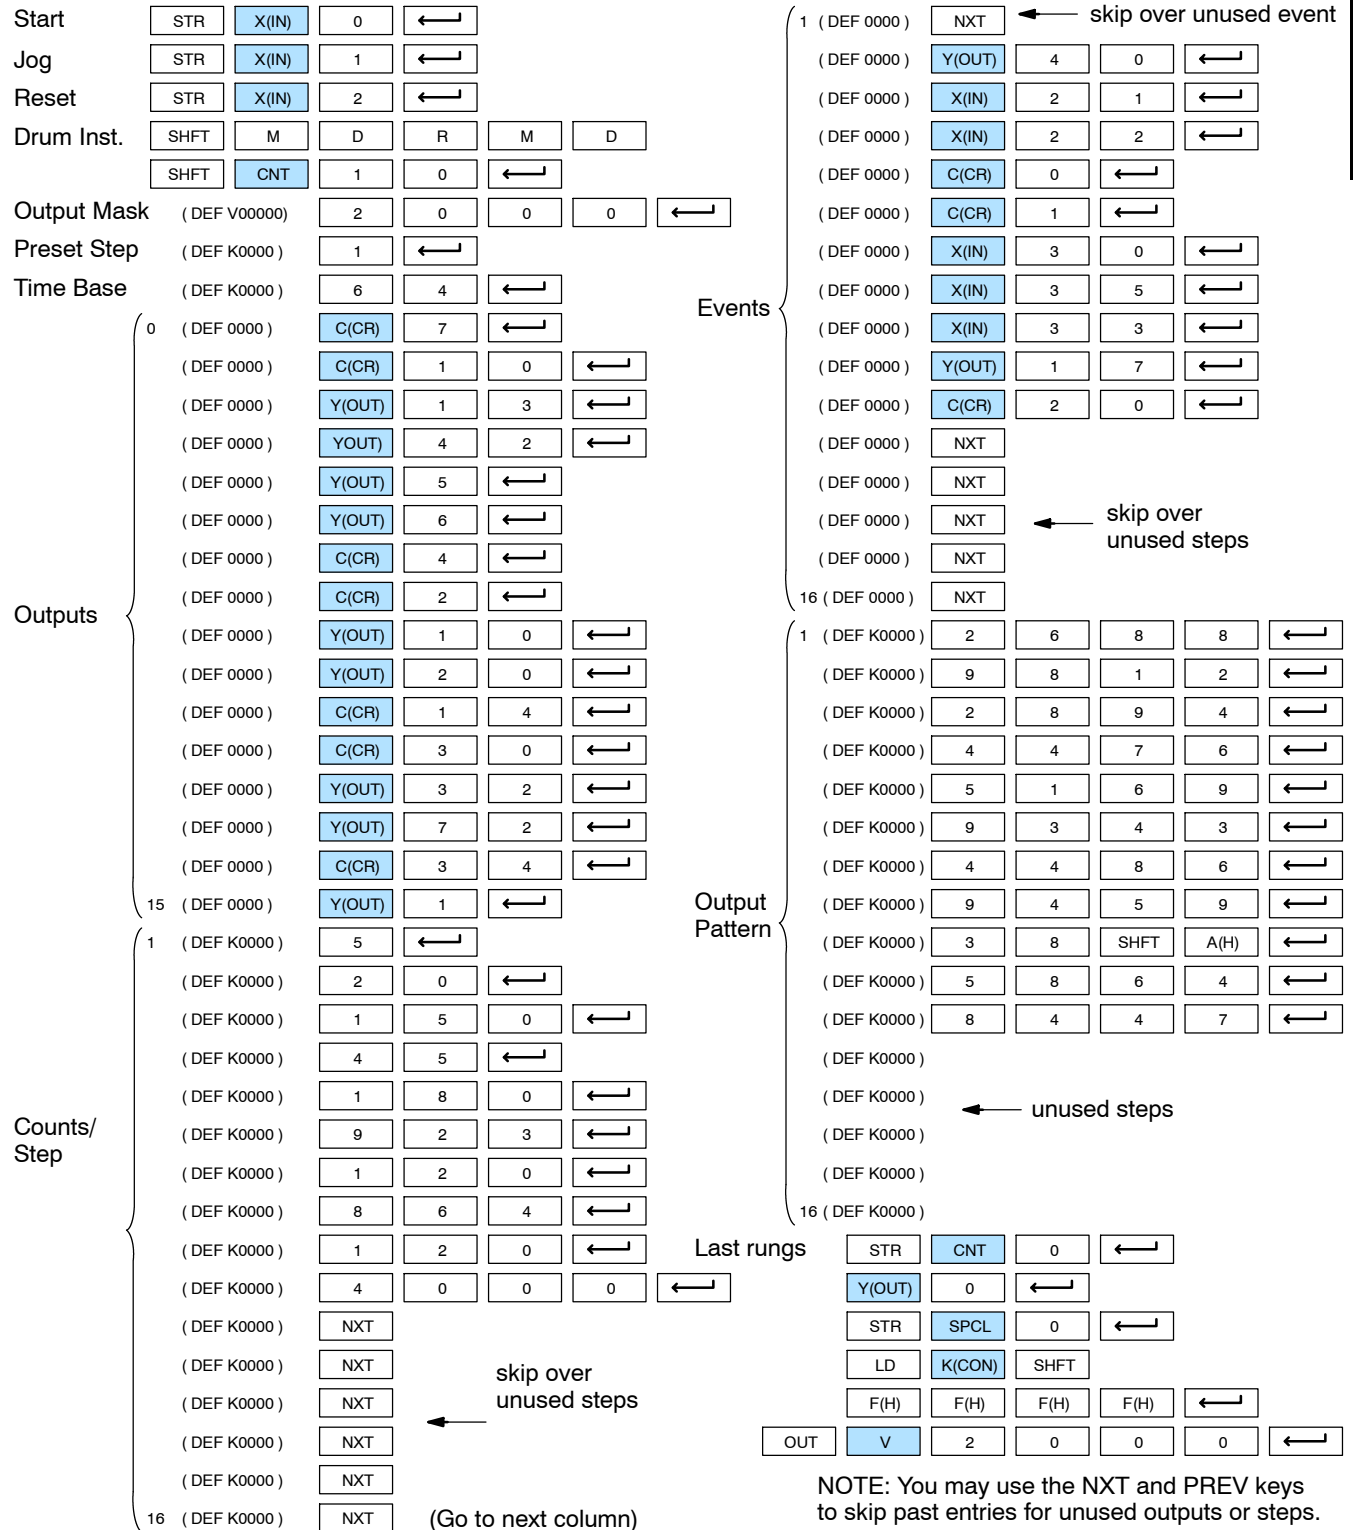 Start STR X(IN) 0
Jog STR X(IN) 1
Reset STR X(IN) 2
Drum Inst. SHFT M D R M D
SHFT CNT 1 0
Output Mask ( DEF V00000) 2 0 0 0
Preset Step ( DEF K0000 ) 1
Time Base ( DEF K0000 ) 6 4
Outputs
0 ( DEF 0000 ) C(CR) 7
( DEF 0000 ) C(CR) 1 0
( DEF 0000 ) Y(OUT) 1 3
( DEF 0000 ) YOUT) 4 2
( DEF 0000 ) Y(OUT) 5
( DEF 0000 ) Y(OUT) 6
( DEF 0000 ) C(CR) 4
( DEF 0000 ) C(CR) 2
( DEF 0000 ) Y(OUT) 1 0
( DEF 0000 ) Y(OUT) 2 0
( DEF 0000 ) C(CR) 1 4
( DEF 0000 ) C(CR) 3 0
( DEF 0000 ) Y(OUT) 3 2
( DEF 0000 ) Y(OUT) 7 2
( DEF 0000 ) C(CR) 3 4
15 ( DEF 0000 ) Y(OUT) 1
Counts/
Step
1 ( DEF K0000 ) 5
( DEF K0000 ) 2 0
( DEF K0000 ) 1 5 0
( DEF K0000 ) 4 5
( DEF K0000 ) 1 8 0
( DEF K0000 ) 9 2 3
( DEF K0000 ) 1 2 0
( DEF K0000 ) 8 6 4
( DEF K0000 ) 1 2 0
( DEF K0000 ) 4 0 0 0
( DEF K0000 ) NXT
( DEF K0000 ) NXT
( DEF K0000 ) NXT
( DEF K0000 ) NXT
( DEF K0000 ) NXT
16 ( DEF K0000 ) NXT
skip over
unused steps
(Go to next column)
Events
1 ( DEF 0000 ) NXT skip over unused event
( DEF 0000 ) Y(OUT) 4 0
( DEF 0000 ) X(IN) 2 1
( DEF 0000 ) X(IN) 2 2
( DEF 0000 ) C(CR) 0
( DEF 0000 ) C(CR) 1
( DEF 0000 ) X(IN) 3 0
( DEF 0000 ) X(IN) 3 5
( DEF 0000 ) X(IN) 3 3
( DEF 0000 ) Y(OUT) 1 7
( DEF 0000 ) C(CR) 2 0
( DEF 0000 ) NXT
( DEF 0000 ) NXT
( DEF 0000 ) NXT
( DEF 0000 ) NXT
16 ( DEF 0000 ) NXT
skip over
unused steps
Output
Pattern
1 ( DEF K0000 ) 2 6 8 8
( DEF K0000 ) 9 8 1 2
( DEF K0000 ) 2 8 9 4
( DEF K0000 ) 4 4 7 6
( DEF K0000 ) 5 1 6 9
( DEF K0000 ) 9 3 4 3
( DEF K0000 ) 4 4 8 6
( DEF K0000 ) 9 4 5 9
( DEF K0000 ) 3 8 SHFT A(H)
( DEF K0000 ) 5 8 6 4
( DEF K0000 ) 8 4 4 7
( DEF K0000 )
( DEF K0000 )
( DEF K0000 )
( DEF K0000 )
16 ( DEF K0000 )
unused steps
Last rungs STR CNT 0
Y(OUT) 0
STR SPCL 0
LD K(CON) SHFT
F(H) F(H) F(H) F(H)
OUT V 2 0 0 0
NOTE: You may use the NXT and PREV keys
to skip past entries for unused outputs or steps.